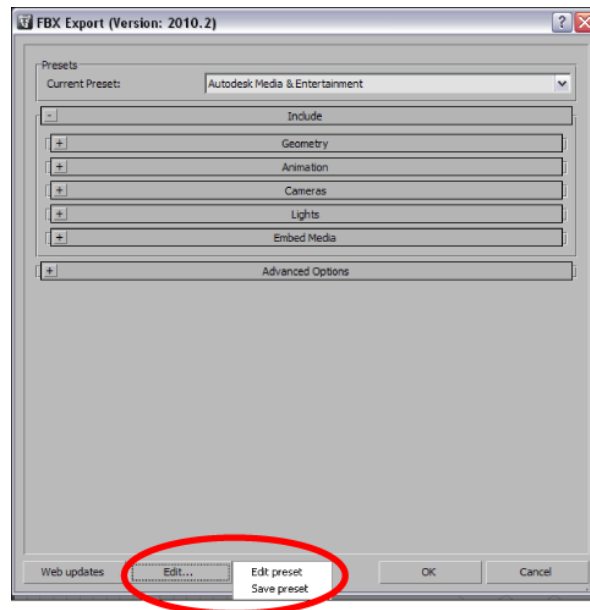 FBX Export (Version: 2010.2)
Presets
Current Preset: Autodesk Media & Entertainment
Include
Geometry
Animation
Cameras
Lights
Embed Media
Advanced Options
Web updates Edit... Edit preset OK Cancel
Save preset